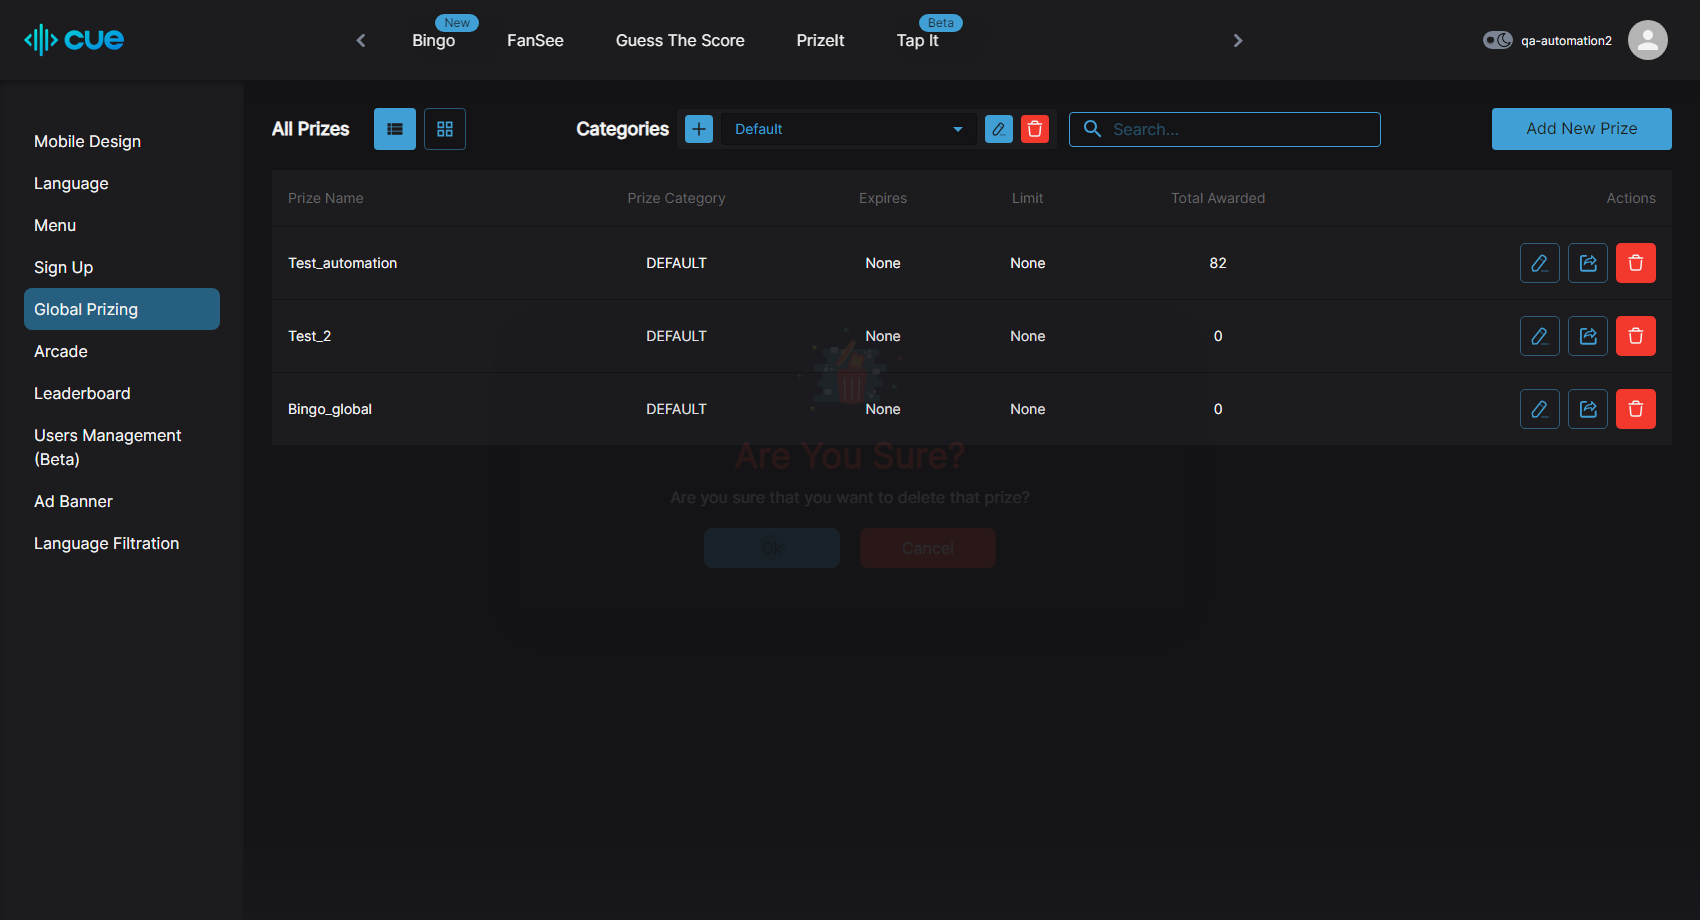 cue
New
Bingo
FanSee
Guess The Score
PrizeIt
Beta
Tap It
qa-automation2
Mobile Design
Language
Menu
Sign Up
Global Prizing
Arcade
Leaderboard
Users Management
(Beta)
Ad Banner
Language Filtration
All Prizes
Categories
Default
Search...
Add New Prize
Prize Name Prize Category Expires Limit Total Awarded Actions
Test_automation DEFAULT None None 82
Test_2 DEFAULT None None 0
Bingo_global DEFAULT None None 0
Are You Sure?
Are you sure that you want to delete that prize?
Ok
Cancel